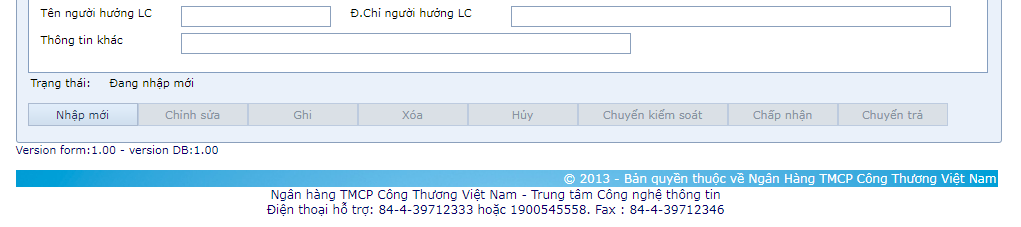 Tên người hưởng LC Đ.Chỉ người hưởng LC
Thông tin khác
Trạng thái: Đang nhập mới
Nhập mới Chỉnh sửa Ghi Xóa Hủy Chuyển kiểm soát Chấp nhận Chuyển trả
Version form:1.00 - version DB:1.00
© 2013 - Bản quyền thuộc về Ngân Hàng TMCP Công Thương Việt Nam
Ngân hàng TMCP Công Thương Việt Nam - Trung tâm Công nghệ thông tin
Điện thoại hỗ trợ: 84-4-39712333 hoặc 1900545558. Fax : 84-4-39712346